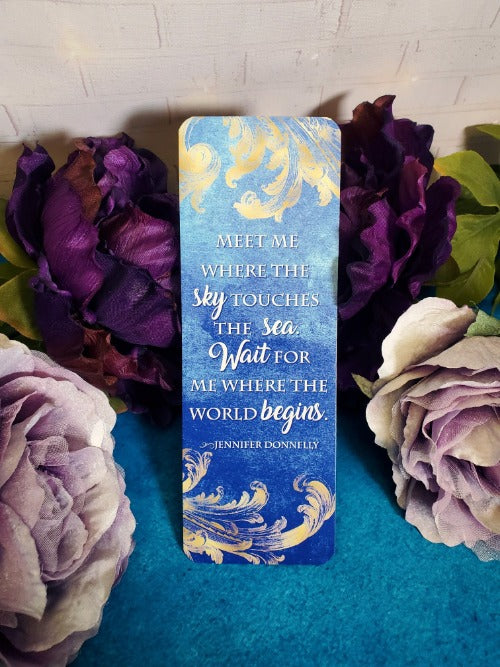 MEET ME
WHERE THE
sky TOUCHES
THE sea.
Wait FOR
ME WHERE THE
WORLD begins.
JENNIFER DONNELLY